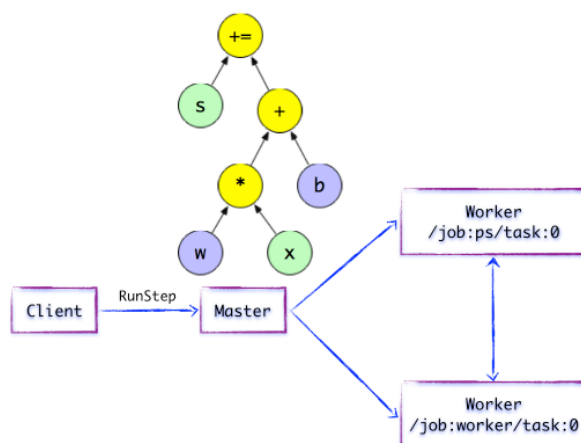 +=
s
+
*
b
w
x
Worker
/job:ps/task:0
RunStep
Client
Master
Worker
/job:worker/task:0